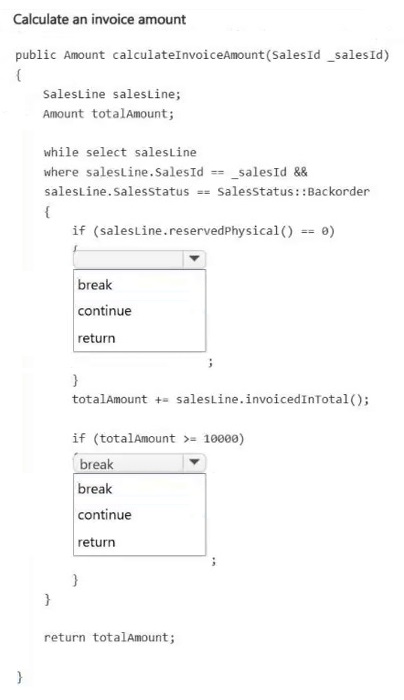 Calculate an invoice amount
public Amount calculateInvoiceAmount(SalesId _salesId)
{
SalesLine salesLine;
Amount totalAmount;
while select salesLine
where salesLine.SalesId == _salesId &&
salesLine.SalesStatus == SalesStatus::Backorder
{
if (salesLine.reservedPhysical() == 0)
{
break
continue
return
;
}
totalAmount += salesLine.invoicedInTotal();
if (totalAmount >= 10000)
break
break
continue
return
;
}
}
return totalAmount;
}